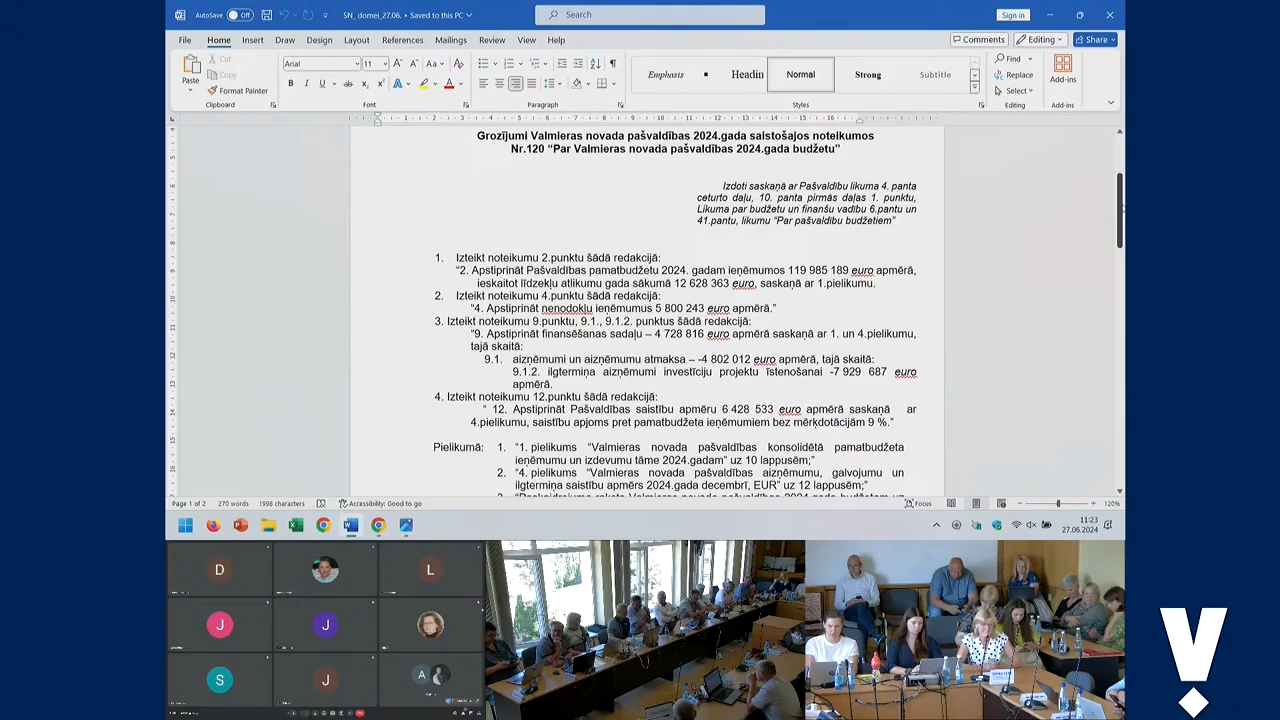 AutoSave Off
SN_domei_27.06. • Saved to this PC
Search
Sign in
File Home Insert Draw Design Layout References Mailings Review View Help
Comments Editing Share
Paste
Cut
Copy
Format Painter
Arial 11
Emphasis Headin Normal Strong Subtitle
Find
Replace
Select
Add-ins
Clipboard Font Paragraph Styles Editing Add-ins
Grozījumi Valmieras novada pašvaldības 2024.gada saistošajos noteikumos
Nr.120 “Par Valmieras novada pašvaldības 2024.gada budžetu”
Izdoti saskaņā ar Pašvaldību likuma 4. panta
ceturto daļu, 10. panta pirmās daļas 1. punktu,
Likuma par budžetu un finanšu vadību 6.pantu un
41.pantu, likumu “Par pašvaldību budžetiem”
1. Izteikt noteikumu 2.punktu šādā redakcijā:
“2. Apstiprināt Pašvaldības pamatbudžetu 2024. gadam ieņēmumos 119 985 189 euro apmērā,
ieskaitot līdzekļu atlikumu gada sākumā 12 628 363 euro, saskaņā ar 1.pielikumu.
2. Izteikt noteikumu 4.punktu šādā redakcijā:
“4. Apstiprināt nenodokļu ieņēmumus 5 800 243 euro apmērā.”
3. Izteikt noteikumu 9.punktu, 9.1., 9.1.2. punktus šādā redakcijā:
“9. Apstiprināt finansēšanas sadaļu – 4 728 816 euro apmērā saskaņā ar 1. un 4.pielikumu,
tajā skaitā:
9.1. aizņēmumi un aizņēmumu atmaksa – -4 802 012 euro apmērā, tajā skaitā:
9.1.2. ilgtermiņa aizņēmumi investīciju projektu īstenošanai -7 929 687 euro
apmērā.
4. Izteikt noteikumu 12.punktu šādā redakcijā:
“ 12. Apstiprināt Pašvaldības saistību apmēru 6 428 533 euro apmērā saskaņā ar
4.pielikumu, saistību apjoms pret pamatbudžeta ieņēmumiem bez mērķdotācijām 9 %.”
Pielikumā: 1. “1. pielikums “Valmieras novada pašvaldības konsolidētā pamatbudžeta
ieņēmumu un izdevumu tāme 2024.gadam” uz 10 lappusēm;“
2. “4. pielikums “Valmieras novada pašvaldības aizņēmumu, galvojumu un
ilgtermiņa saistību apmērs 2024.gada decembrī, EUR” uz 12 lappusēm;“
Page 1 of 2 270 words 1998 characters Accessibility: Good to go Focus 120%
11:23
27.06.2024
D
L
J
J
S
J
A